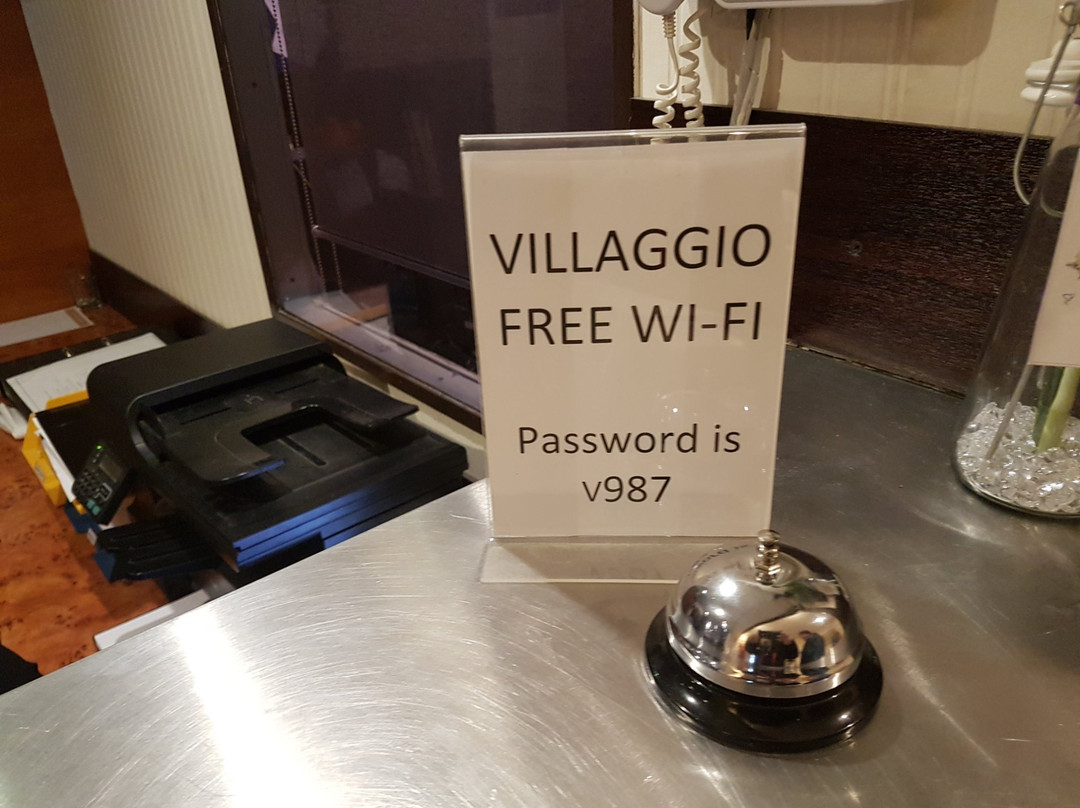 VILLAGGIO
FREE WI-FI
Password is
v987